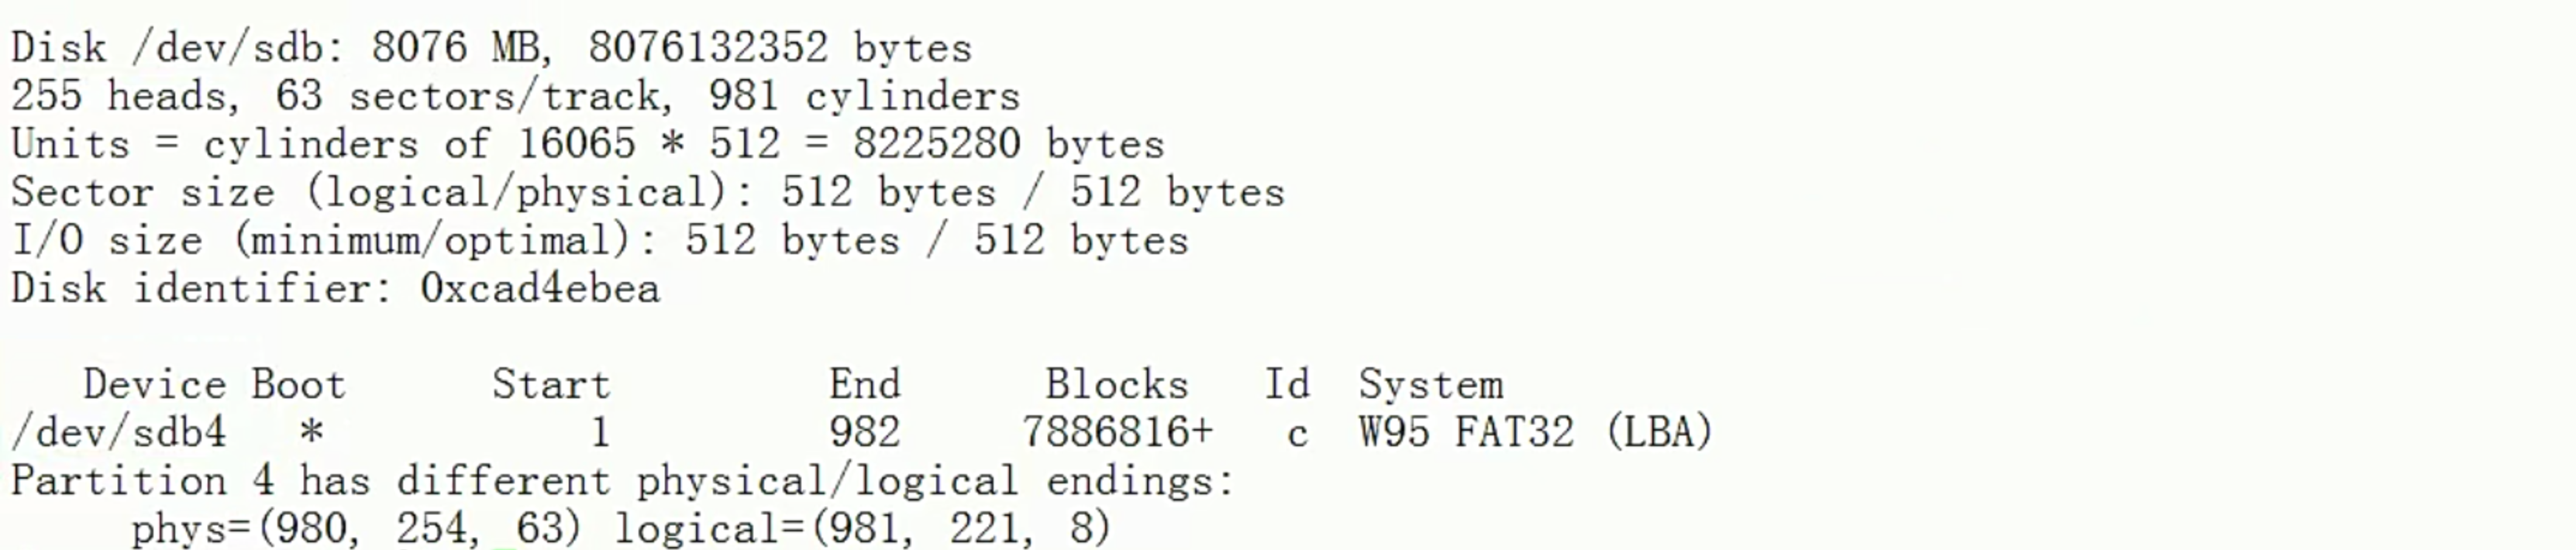 Disk /dev/sdb: 8076 MB, 8076132352 bytes
255 heads, 63 sectors/track, 981 cylinders
Units = cylinders of 16065 * 512 = 8225280 bytes
Sector size (logical/physical): 512 bytes / 512 bytes
I/O size (minimum/optimal): 512 bytes / 512 bytes
Disk identifier: 0xcad4ebea
Device Boot Start End Blocks Id System
/dev/sdb4 * 1 982 7886816+ c W95 FAT32 (LBA)
Partition 4 has different physical/logical endings:
phys=(980, 254, 63) logical=(981, 221, 8)